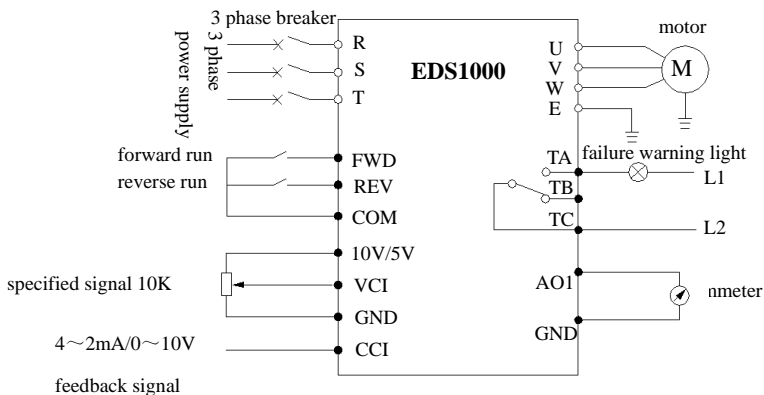 3 phase breaker
3 phase
power supply
R
S
T
EDS1000
U
V
W
E
motor
M
forward run
reverse run
FWD
REV
COM
TA
failure warning light
L1
TB
TC
L2
10V/5V
specified signal 10K
VCI
GND
AO1
GND
4～2mA/0～10V
CCI
feedback signal